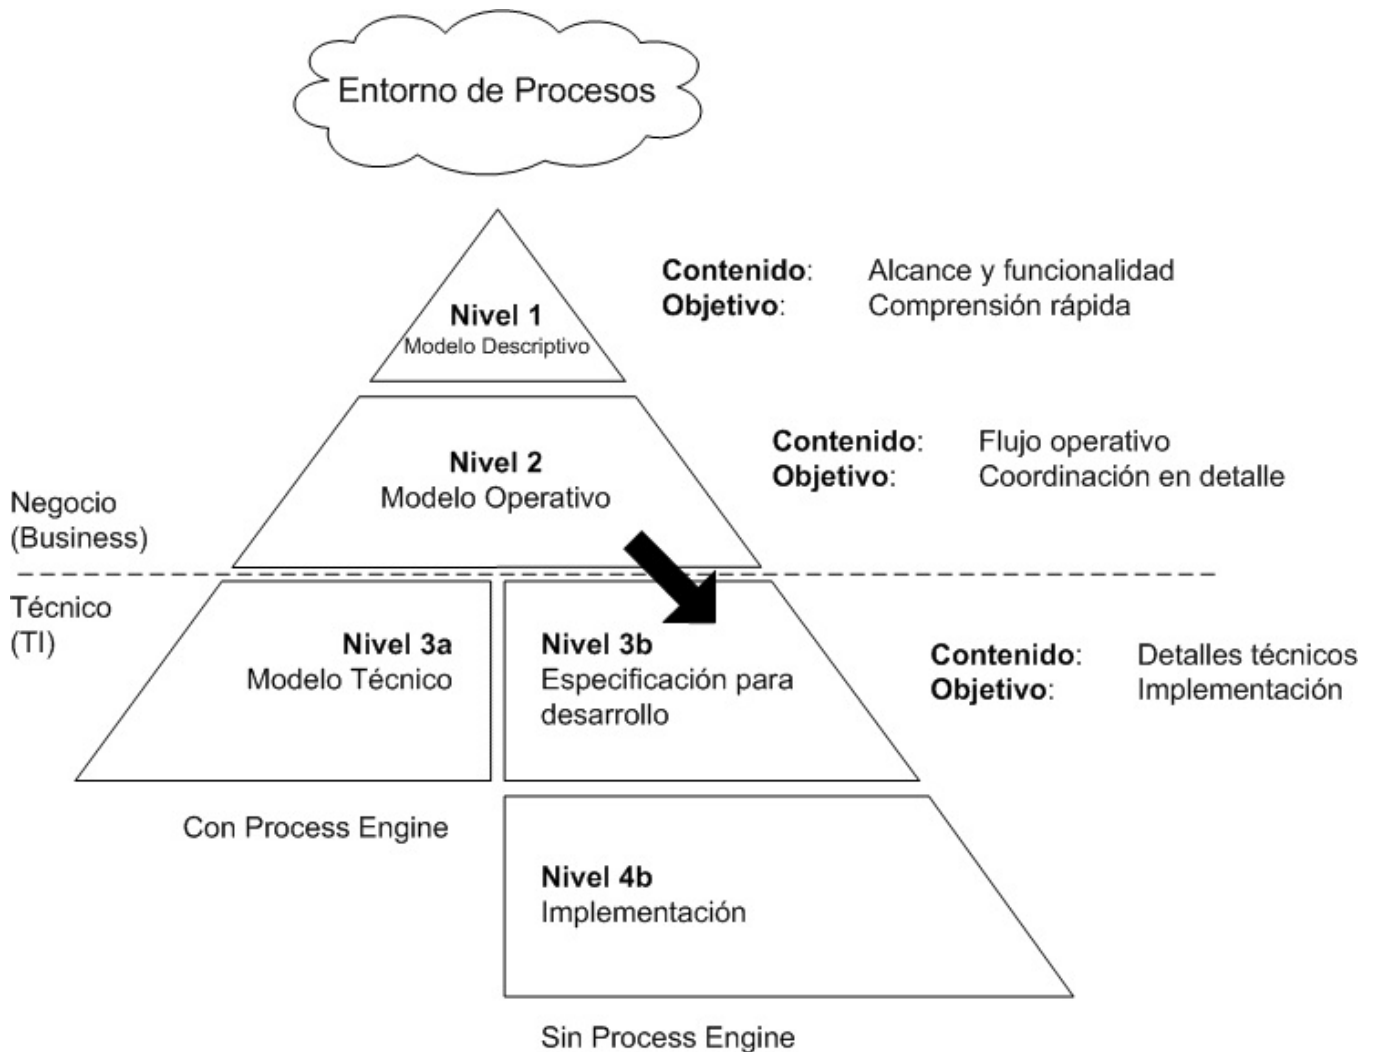 Entorno de Procesos
Nivel 1
Modelo Descriptivo
Contenido: Alcance y funcionalidad
Objetivo: Comprensión rápida
Nivel 2
Modelo Operativo
Contenido: Flujo operativo
Objetivo: Coordinación en detalle
Negocio
(Business)
Técnico
(TI)
Nivel 3a
Modelo Técnico
Nivel 3b
Especificación para
desarrollo
Contenido: Detalles técnicos
Objetivo: Implementación
Con Process Engine
Nivel 4b
Implementación
Sin Process Engine